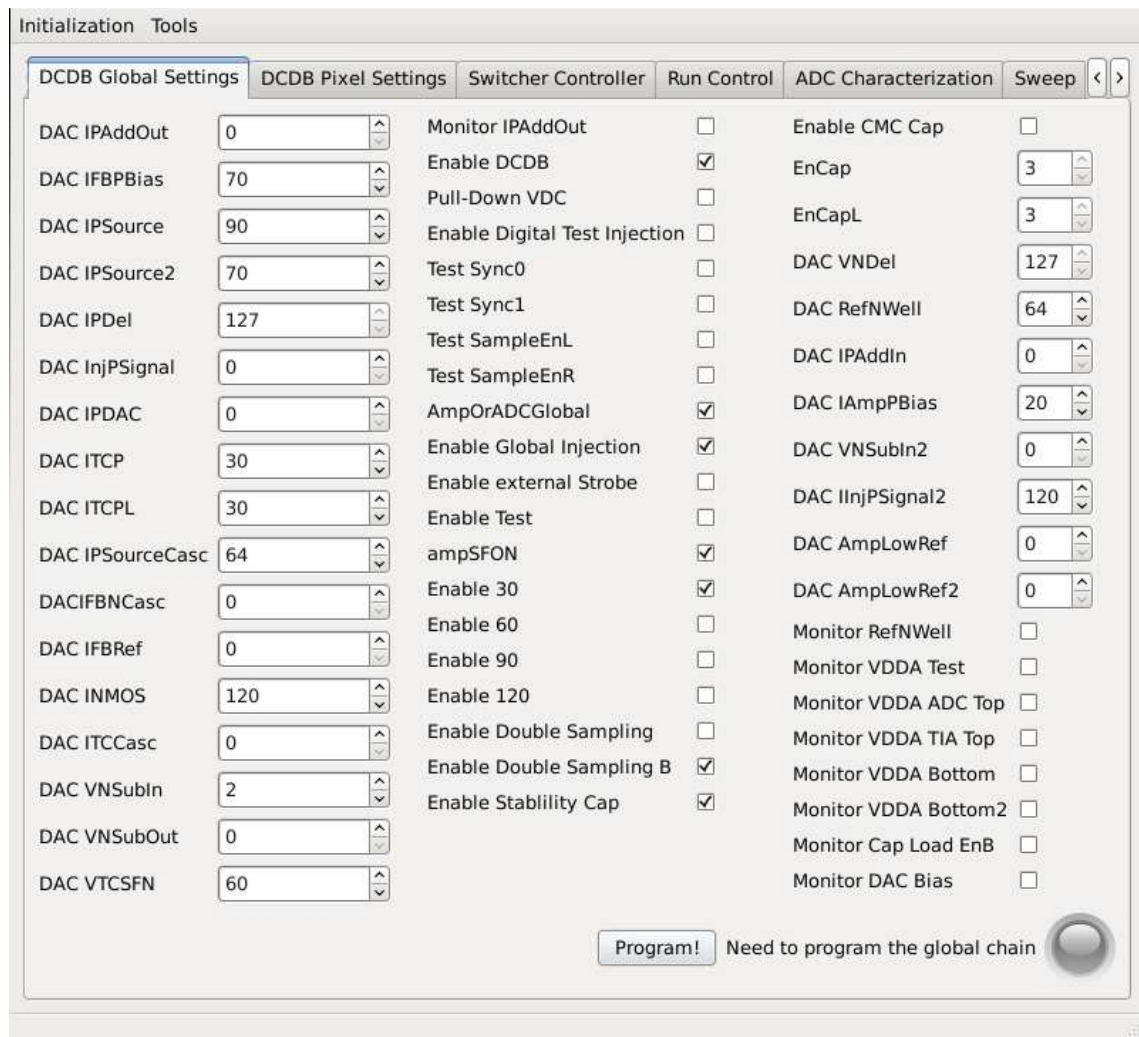 Initialization Tools
DCDB Global Settings DCDB Pixel Settings Switcher Controller Run Control ADC Characterization Sweep < >
DAC IPAddOut 0
DAC IFBPBias 70
DAC IPSource 90
DAC IPSource2 70
DAC IPDel 127
DAC InjPSignal 0
DAC IPDAC 0
DAC ITCP 30
DAC ITCPL 30
DAC IPSourceCasc 64
DACIFBNCasc 0
DAC IFBRef 0
DAC INMOS 120
DAC ITCCasc 0
DAC VNSubIn 2
DAC VNSubOut 0
DAC VTCSFN 60
Monitor IPAddOut
Enable DCDB
Pull-Down VDC
Enable Digital Test Injection
Test Sync0
Test Sync1
Test SampleEnL
Test SampleEnR
AmpOrADCGlobal
Enable Global Injection
Enable external Strobe
Enable Test
ampSFON
Enable 30
Enable 60
Enable 90
Enable 120
Enable Double Sampling
Enable Double Sampling B
Enable Stablility Cap
Enable CMC Cap
EnCap 3
EnCapL 3
DAC VNDel 127
DAC RefNWell 64
DAC IPAddIn 0
DAC IAmpPBias 20
DAC VNSubIn2 0
DAC IInjPSignal2 120
DAC AmpLowRef 0
DAC AmpLowRef2 0
Monitor RefNWell
Monitor VDDA Test
Monitor VDDA ADC Top
Monitor VDDA TIA Top
Monitor VDDA Bottom
Monitor VDDA Bottom2
Monitor Cap Load EnB
Monitor DAC Bias
Program! Need to program the global chain